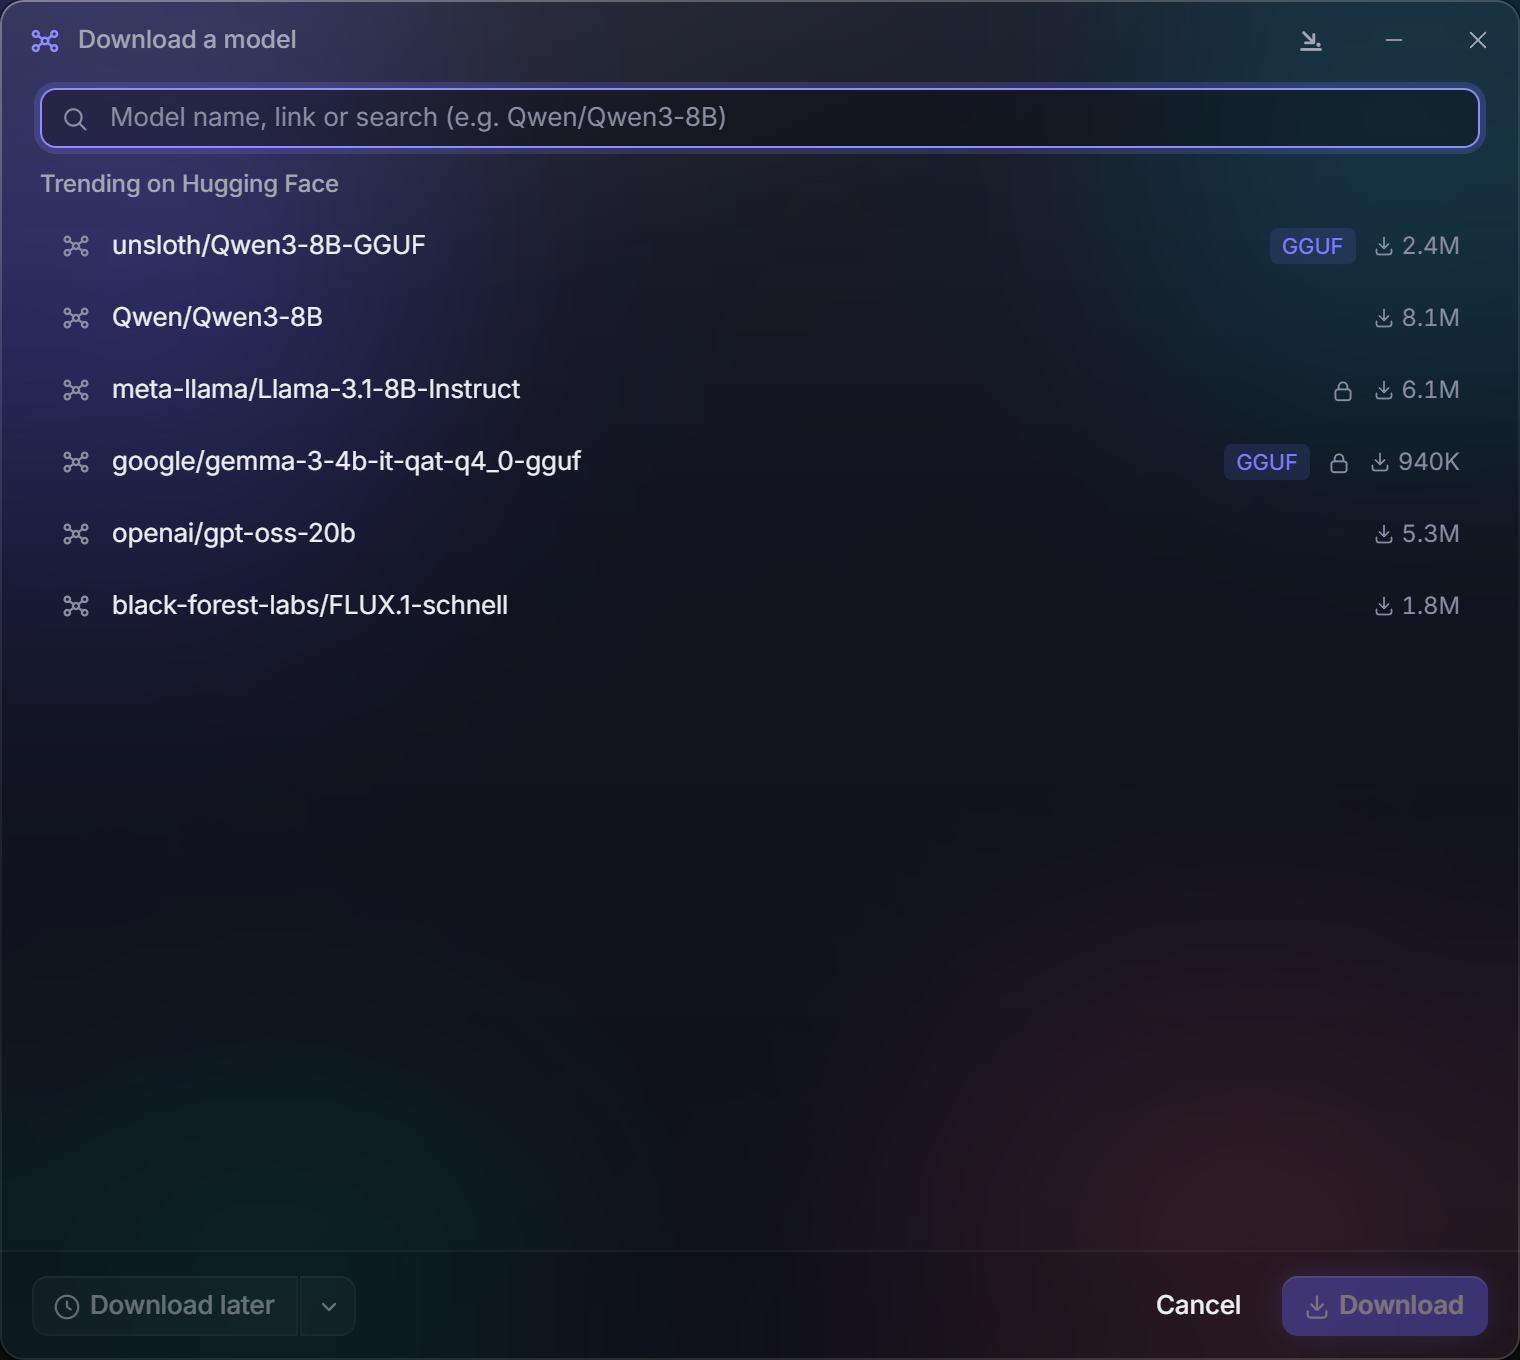 Download a model
Model name, link or search (e.g. Qwen/Qwen3-8B)
Trending on Hugging Face
unsloth/Qwen3-8B-GGUF GGUF 2.4M
Qwen/Qwen3-8B 8.1M
meta-llama/Llama-3.1-8B-Instruct 6.1M
google/gemma-3-4b-it-qat-q4_0-gguf GGUF 940K
openai/gpt-oss-20b 5.3M
black-forest-labs/FLUX.1-schnell 1.8M
Download later Cancel Download